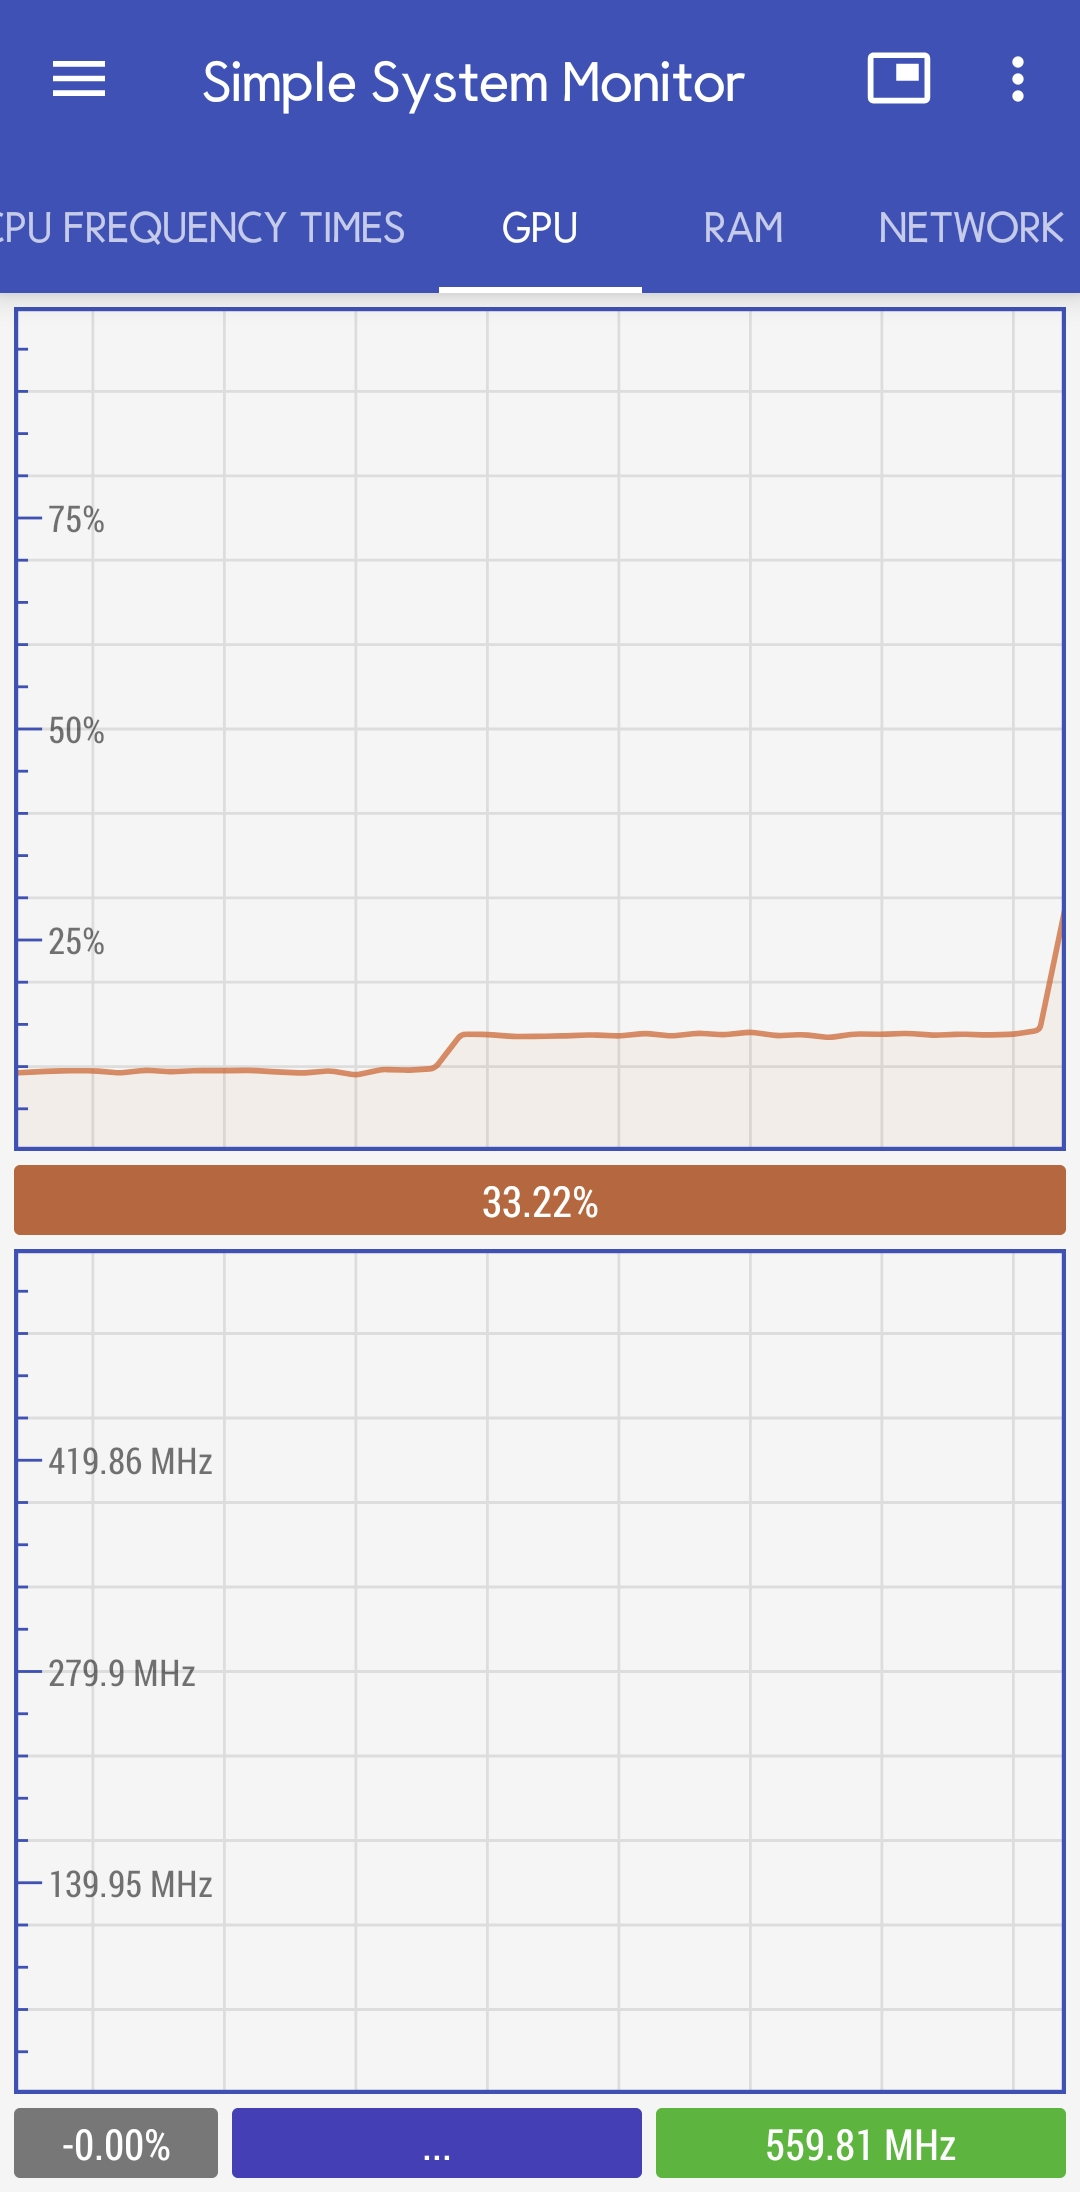 Simple System Monitor
CPU FREQUENCY TIMES GPU RAM NETWORK
75%
50%
25%
33.22%
419.86 MHz
279.9 MHz
139.95 MHz
-0.00% ... 559.81 MHz